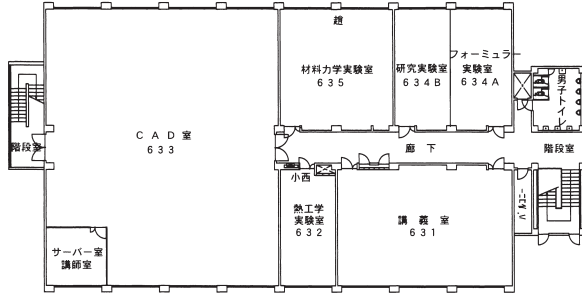 趙
材料力学実験室
６３５
研究実験室
６３４Ｂ
フォーミュラー
実験室
６３４Ａ
男子トイレ
階段室
ＣＡＤ室
６３３
廊下
階段室
小西
熱工学
実験室
６３２
講義室
６３１
サーバー室
講師室